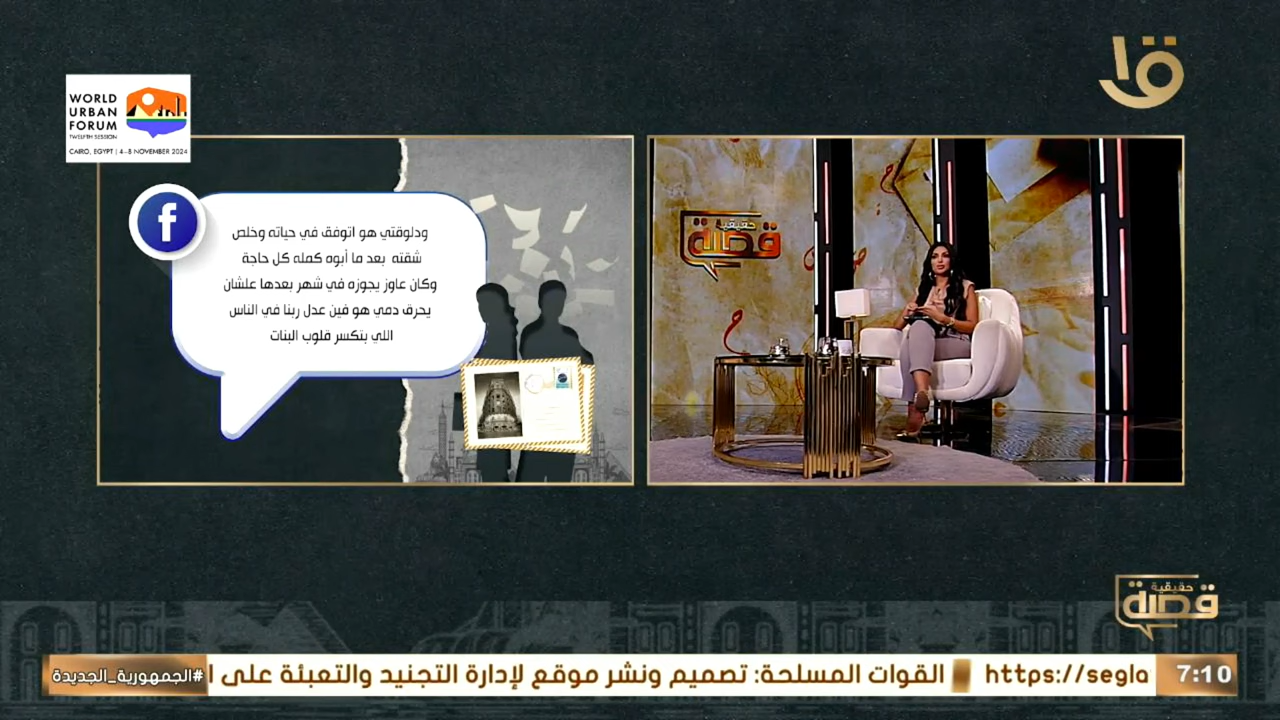 WORLD
URBAN
FORUM
TWELFTH SESSION
CAIRO, EGYPT | 4-8 NOVEMBER 2024
ودلوقتي هو اتوفق في حياته وخلص
شقته بعد ما أبوه كمله كل حاجة
وكان عاوز يجوزه في شهر بعدها علشان
يحرق دمي هو فين عدل ربنا في الناس
اللي بتكسر قلوب البنات
حقيقية
قصة
حقيقية
قصة
#الجمهورية_الجديدة
القوات المسلحة: تصميم ونشر موقع لإدارة التجنيد والتعبئة على ا
https://segla
7:10